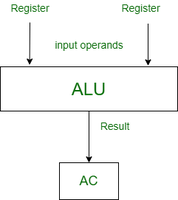 Register Register
input operands
ALU
Result
AC